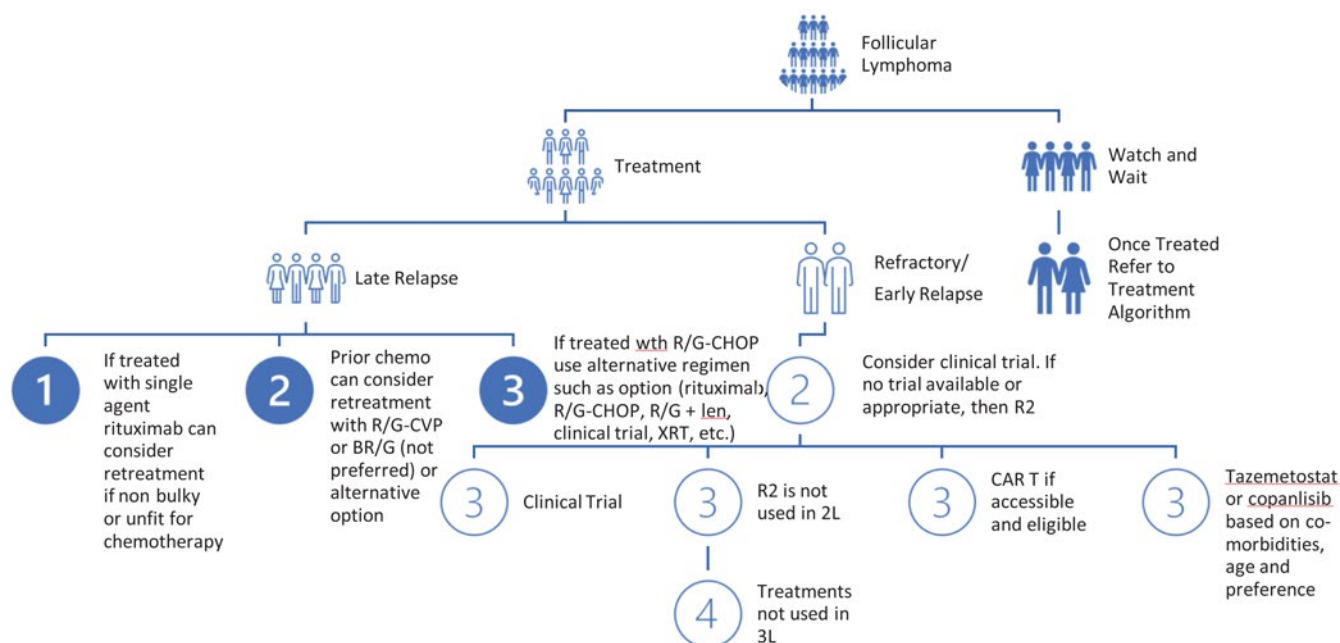 Follicular
Lymphoma
Treatment
Watch and
Wait
Late Relapse
Refractory/
Early Relapse
Once Treated
Refer to
Treatment
Algorithm
1
If treated
with single
agent
rituximab can
consider
retreatment
if non bulky
or unfit for
chemotherapy
2
Prior chemo
can consider
retreatment
with R/G-CVP
or BR/G (not
preferred) or
alternative
option
3
If treated wth R/G-CHOP
use alternative regimen
such as option (rituximab,
R/G-CHOP, R/G + len,
clinical trial, XRT, etc.)
2
Consider clinical trial. If
no trial available or
appropriate, then R2
3
Clinical Trial
3
R2 is not
used in 2L
3
CAR T if
accessible
and eligible
3
Tazemetostat
or copanlisib
based on co-
morbidities,
age and
preference
4
Treatments
not used in
3L